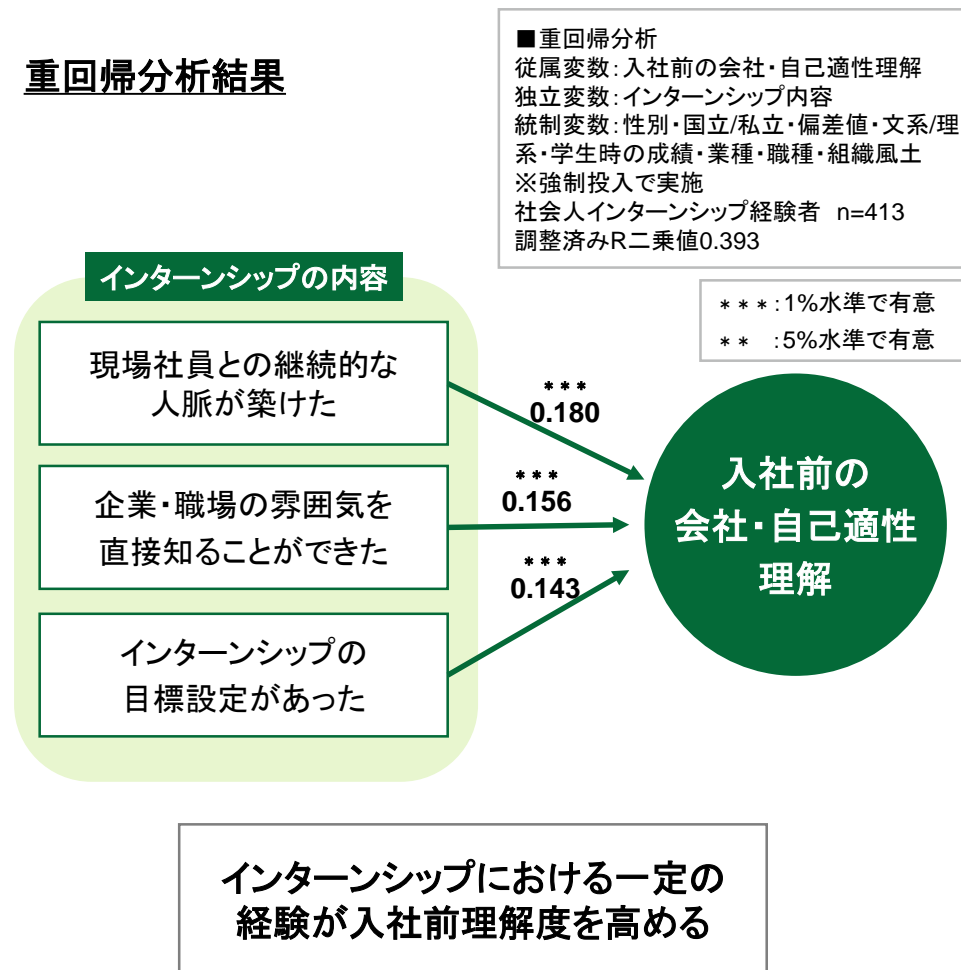 重回帰分析結果
■重回帰分析
従属変数：入社前の会社・自己適性理解
独立変数：インターンシップ内容
統制変数：性別・国立/私立・偏差値・文系/理
系・学生時の成績・業種・職種・組織風土
※強制投入で実施
社会人インターンシップ経験者 n=413
調整済みR二乗値0.393
***：1%水準で有意
** ：5%水準で有意
インターンシップの内容
現場社員との継続的な
人脈が築けた
***
0.180
企業・職場の雰囲気を
直接知ることができた
***
0.156
インターンシップの
目標設定があった
***
0.143
入社前の
会社・自己適性
理解
インターンシップにおける一定の
経験が入社前理解度を高める